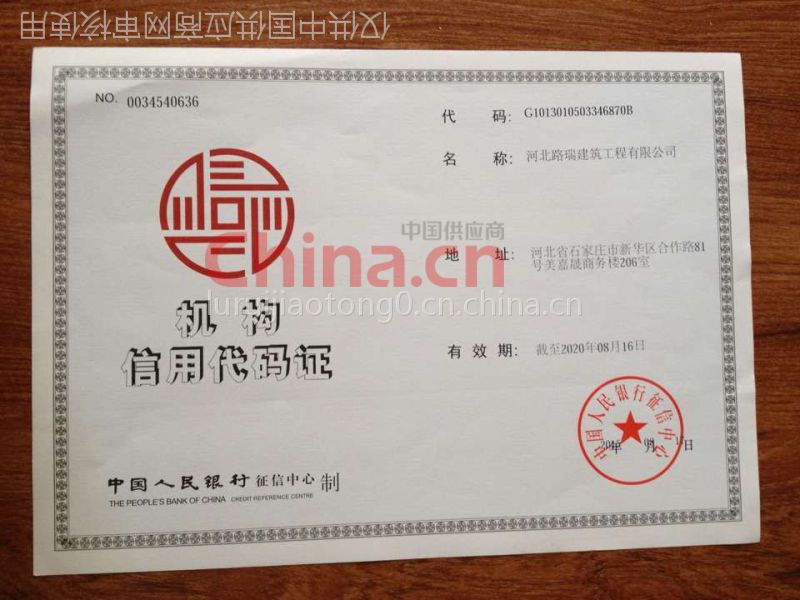 仅供中国供应商网审核使用
NO. 0034540636
代 码: G1013010503346870B
名 称: 河北路瑞建筑工程有限公司
中国供应商
China.cn
地 址: 河北省石家庄市新华区合作路81
号美嘉晟商务楼206室
机构
信用代码证
有 效 期: 截至2020年08月16日
中国人民银行征信中心
年 月 日
中国人民银行 征信中心 制
THE PEOPLE'S BANK OF CHINA CREDIT REFERENCE CENTRE